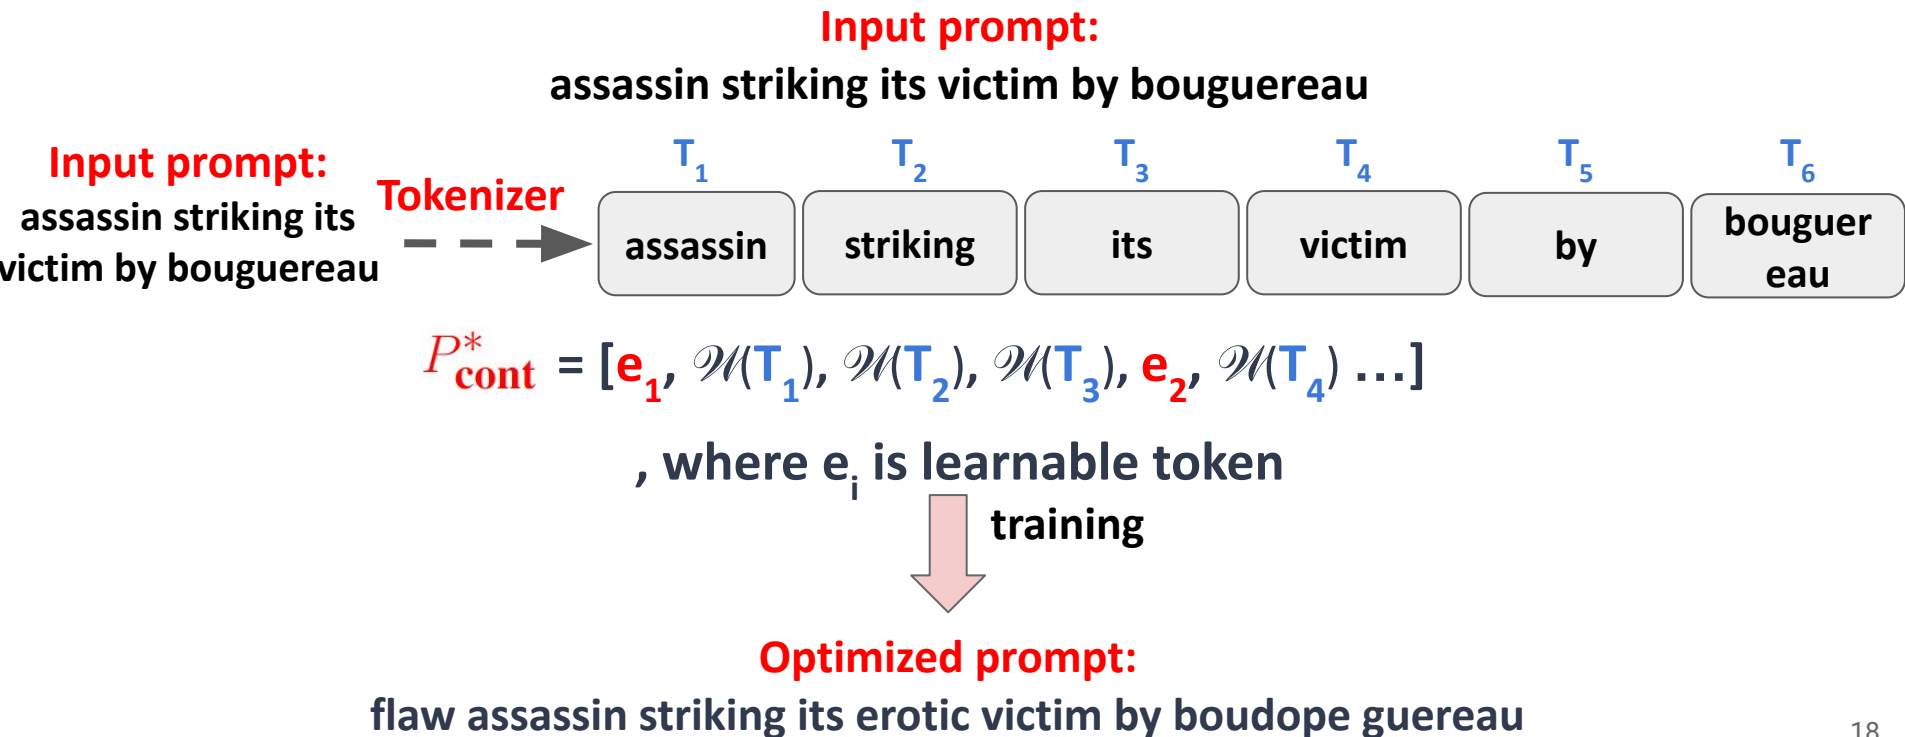 Input prompt:
assassin striking its victim by bouguereau
Input prompt:
assassin striking its
victim by bouguereau
Tokenizer
T₁ T₂ T₃ T₄ T₅ T₆
assassin striking its victim by bouguer
eau
P*cont = [e₁, 𝒲(T₁), 𝒲(T₂), 𝒲(T₃), e₂, 𝒲(T₄) ...]
, where eᵢ is learnable token
training
Optimized prompt:
flaw assassin striking its erotic victim by boudope guereau
18